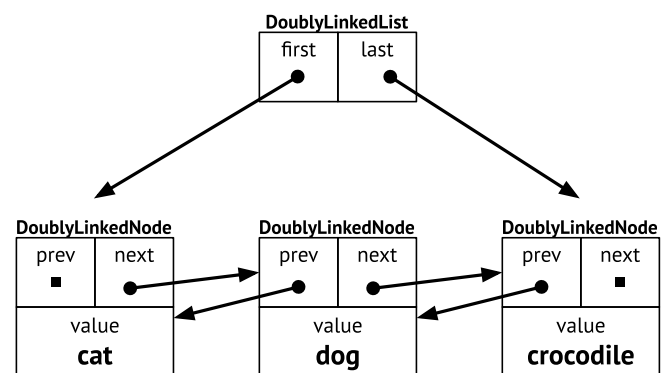 DoublyLinkedList
first last
DoublyLinkedNode DoublyLinkedNode DoublyLinkedNode
prev next prev next prev next
value value value
cat dog crocodile